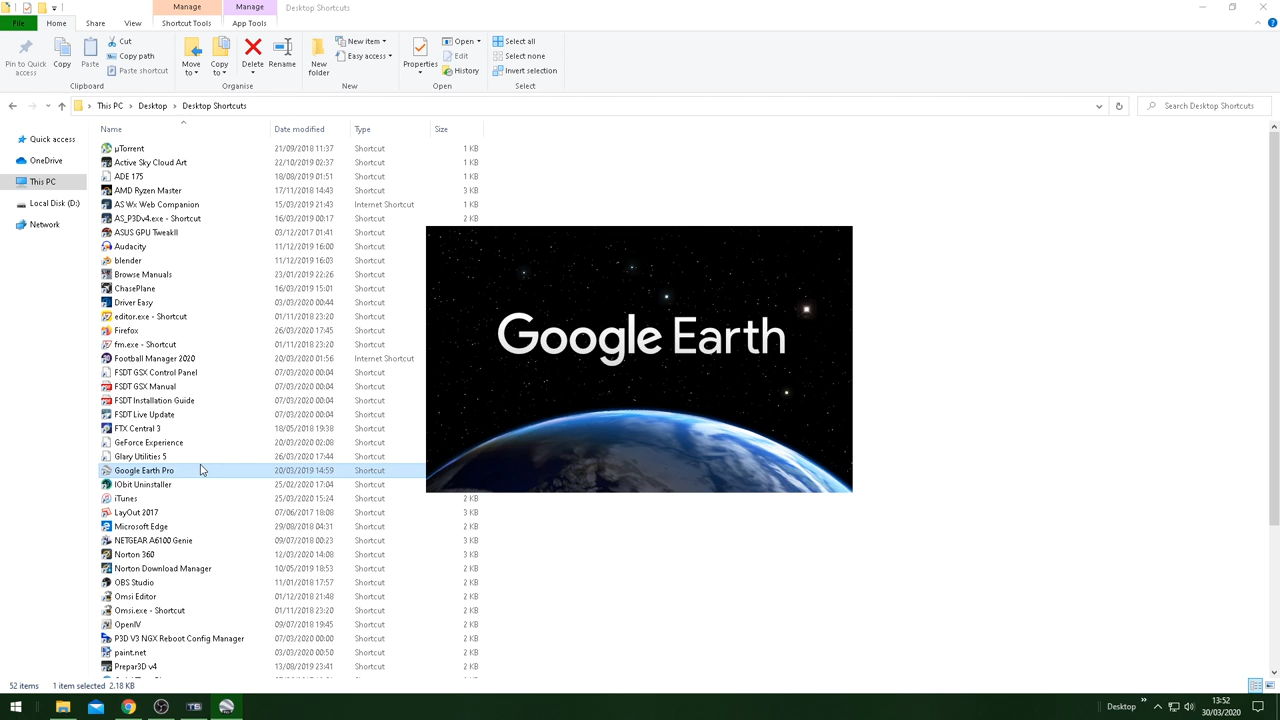 Manage
Manage
Desktop Shortcuts
File
Home
Share
View
Shortcut Tools
App Tools
Pin to Quick access
Copy
Paste
Cut
Copy path
Paste shortcut
Clipboard
Move to
Copy to
Delete
Rename
Organise
New folder
New item
Easy access
New
Properties
Open
Edit
History
Open
Select all
Select none
Invert selection
Select
This PC
Desktop
Desktop Shortcuts
Search Desktop Shortcuts
Quick access
OneDrive
This PC
Local Disk (D:)
Network
Name Date modified Type Size
µTorrent 21/09/2018 11:37 Shortcut 1 KB
Active Sky Cloud Art 22/10/2019 02:37 Shortcut 1 KB
ADE 175 18/08/2019 01:51 Shortcut 1 KB
AMD Ryzen Master 17/11/2018 14:43 Shortcut 3 KB
AS Wx Web Companion 15/03/2019 21:43 Internet Shortcut 1 KB
AS_P3Dv4.exe - Shortcut 16/03/2019 00:17 Shortcut 2 KB
ASUS GPU TweakII 03/12/2017 01:41 Shortcut
Audacity 11/12/2019 16:00 Shortcut
blender 11/12/2019 16:03 Shortcut
Browse Manuals 23/01/2019 22:26 Shortcut
ChasePlane 16/03/2019 15:01 Shortcut
Driver Easy 03/03/2020 00:44 Shortcut
editor.exe - Shortcut 01/11/2018 23:20 Shortcut
Firefox 26/03/2020 17:45 Shortcut
fm.exe - Shortcut 01/11/2018 23:20 Shortcut
Football Manager 2020 20/03/2020 01:56 Internet Shortcut
FSDT GSX Control Panel 07/03/2020 00:04 Shortcut
FSDT GSX Manual 07/03/2020 00:04 Shortcut
FSDT Installation Guide 07/03/2020 00:04 Shortcut
FSDT Live Update 07/03/2020 00:04 Shortcut
FTX Central 3 18/05/2018 19:38 Shortcut
GeForce Experience 20/03/2020 02:08 Shortcut
Glary Utilities 5 26/03/2020 17:44 Shortcut
Google Earth Pro 20/03/2019 14:59 Shortcut
IObit Uninstaller 25/02/2020 17:04 Shortcut
iTunes 25/03/2020 15:24 Shortcut 2 KB
LayOut 2017 07/06/2017 18:08 Shortcut 3 KB
Microsoft Edge 29/08/2018 04:31 Shortcut 2 KB
NETGEAR A6100 Genie 09/07/2018 00:23 Shortcut 3 KB
Norton 360 12/03/2020 14:08 Shortcut 3 KB
Norton Download Manager 10/05/2019 18:53 Shortcut 2 KB
OBS Studio 11/01/2018 17:57 Shortcut 2 KB
Omsi Editor 01/12/2018 21:48 Shortcut 2 KB
Omsi.exe - Shortcut 01/11/2018 23:20 Shortcut 2 KB
OpenIV 09/07/2018 19:45 Shortcut 2 KB
P3D V3 NGX Reboot Config Manager 07/03/2020 00:00 Shortcut 2 KB
paint.net 03/03/2020 00:50 Shortcut 2 KB
Prepar3D v4 13/08/2019 23:41 Shortcut 2 KB
Google Earth
52 items 1 item selected 2.18 KB
TS
Desktop
13:52
30/03/2020